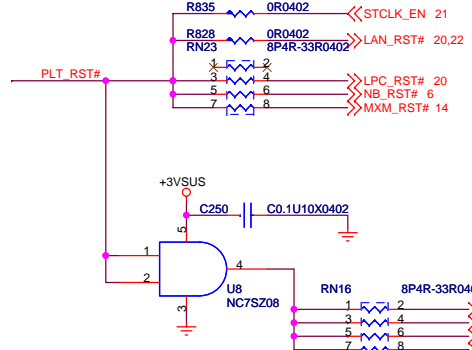 R835 0R0402 STCLK_EN 21
R828 0R0402 LAN_RST# 20,22
RN23 8P4R-33R0402
1 2
PLT_RST# 3 4 LPC_RST# 20
5 6 NB_RST# 6
7 8 MXM_RST# 14
+3VSUS
C250 C0.1U10X0402
5
1
4
2 U8 RN16 8P4R-33R040
NC7SZ08
3 1 2
3 4
5 6
7 8